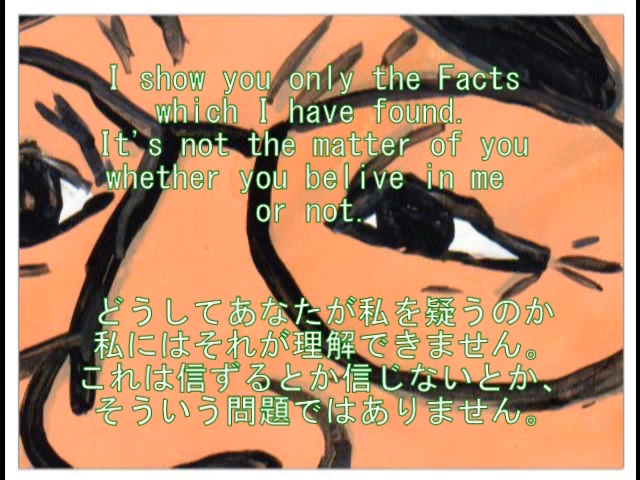 I show you only the Facts
which I have found.
It's not the matter of you
whether you belive in me
or not.
どうしてあなたが私を疑うのか
私にはそれが理解できません。
これは信ずるとか信じないとか、
そういう問題ではありません。